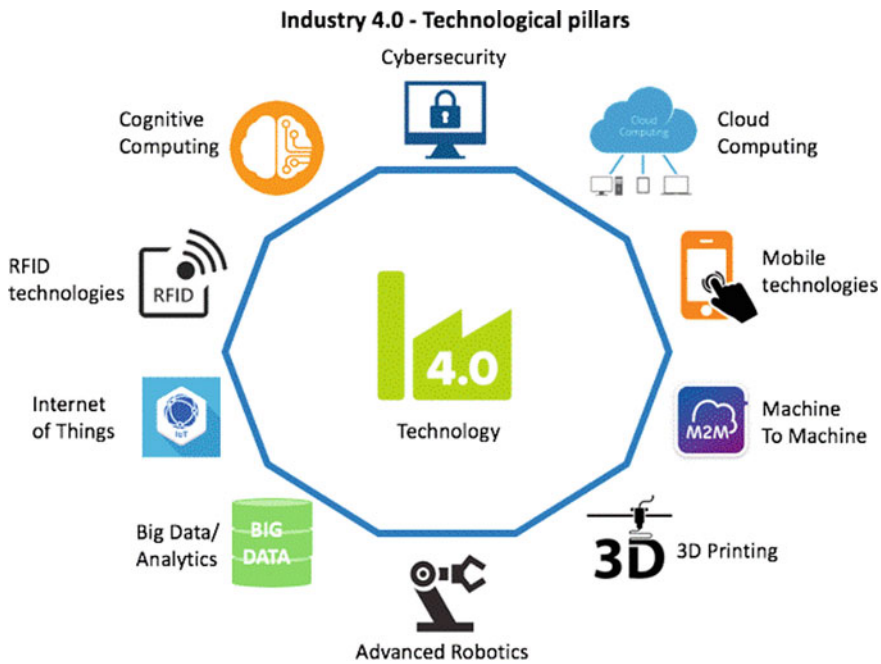 Industry 4.0 - Technological pillars
Cybersecurity
Cognitive
Computing
Cloud
Computing
Cloud
Computing
RFID
technologies
RFID
Mobile
technologies
4.0
Technology
Internet
of Things
IoT
M2M
Machine
To Machine
Big Data/
Analytics
BIG
DATA
3D
3D Printing
Advanced Robotics